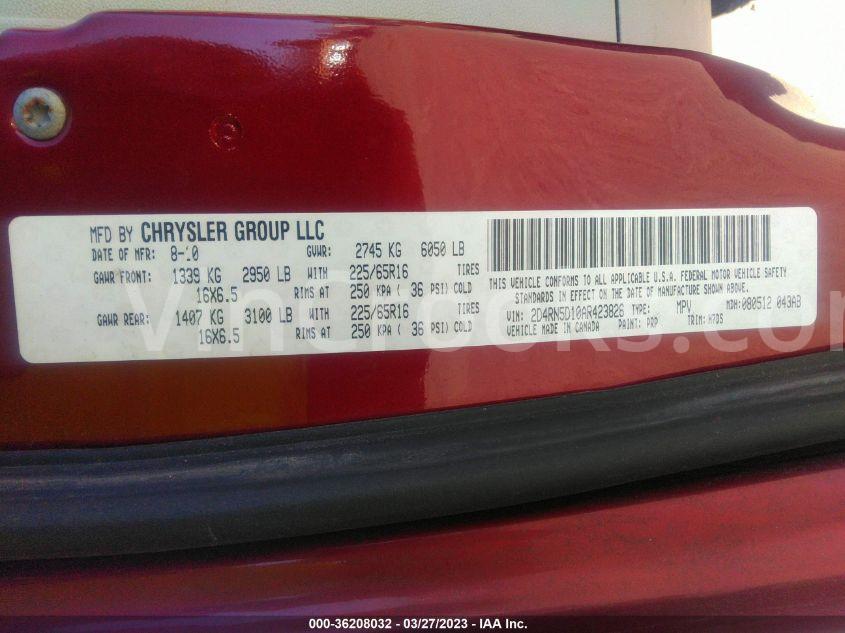 MFD BY CHRYSLER GROUP LLC
DATE OF MFR: 8-10 GVWR: 2745 KG 6050 LB
GAWR FRONT: 1339 KG 2950 LB WITH 225/65R16 TIRES
16X6.5 RIMS AT 250 KPA ( 36 PSI) COLD
GAWR REAR: 1407 KG 3100 LB WITH 225/65R16 TIRES
16X6.5 RIMS AT 250 KPA ( 36 PSI) COLD
THIS VEHICLE CONFORMS TO ALL APPLICABLE U.S.A. FEDERAL MOTOR VEHICLE SAFETY
STANDARDS IN EFFECT ON THE DATE OF MANUFACTURE SHOWN ABOVE.
VIN: 2D4RN5D10AR423826 TYPE: MPV MDH: 080512 043AB
VEHICLE MADE IN CANADA PAINT: PRP TRIM: H7DS
000-36208032 - 03/27/2023 - IAA Inc.